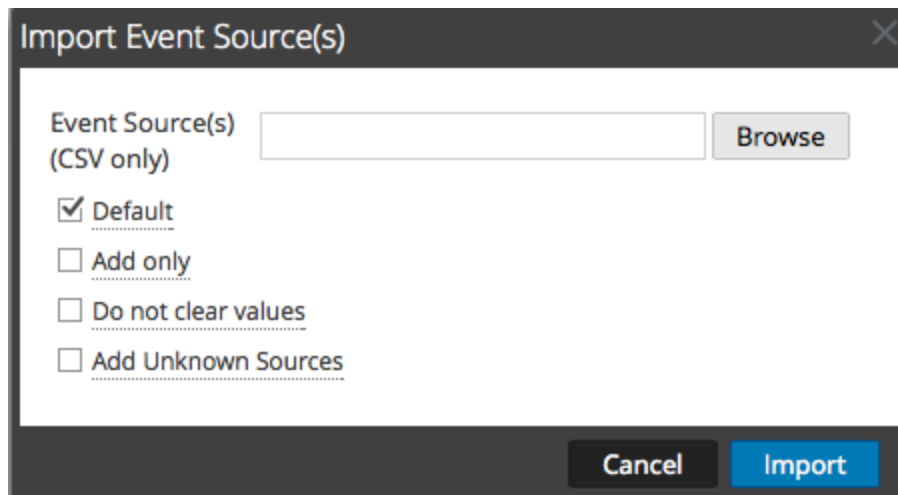 Import Event Source(s)
Event Source(s)
(CSV only)
Browse
Default
Add only
Do not clear values
Add Unknown Sources
Cancel
Import